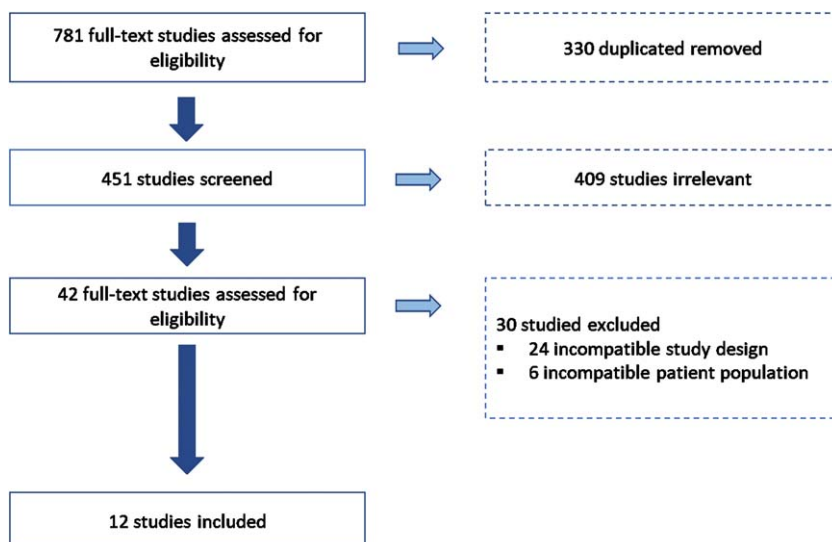 781 full-text studies assessed for
eligibility
330 duplicated removed
451 studies screened
409 studies irrelevant
42 full-text studies assessed for
eligibility
30 studied excluded
▪ 24 incompatible study design
▪ 6 incompatible patient population
12 studies included